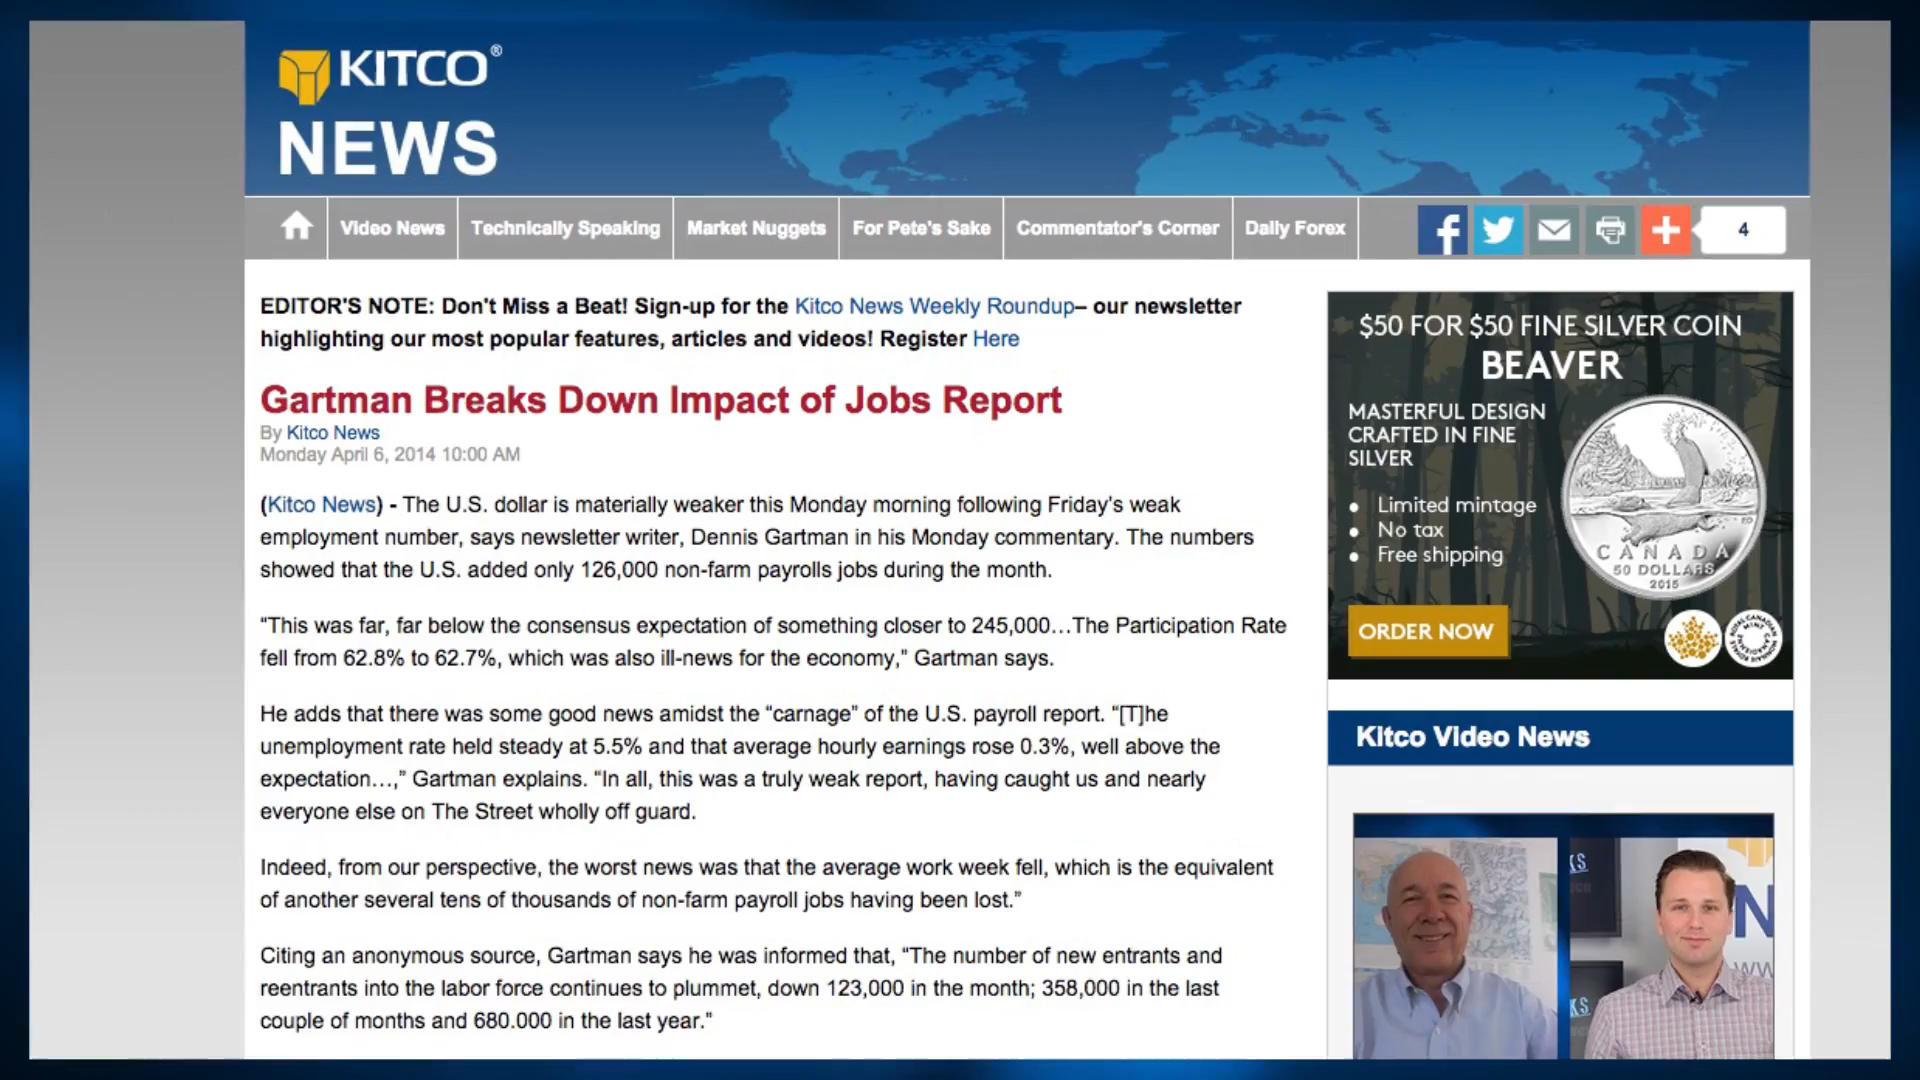 KITCO®
NEWS
Video News
Technically Speaking
Market Nuggets
For Pete's Sake
Commentator's Corner
Daily Forex
4
EDITOR'S NOTE: Don't Miss a Beat! Sign-up for the Kitco News Weekly Roundup– our newsletter
highlighting our most popular features, articles and videos! Register Here
Gartman Breaks Down Impact of Jobs Report
By Kitco News
Monday April 6, 2014 10:00 AM
(Kitco News) - The U.S. dollar is materially weaker this Monday morning following Friday's weak
employment number, says newsletter writer, Dennis Gartman in his Monday commentary. The numbers
showed that the U.S. added only 126,000 non-farm payrolls jobs during the month.
“This was far, far below the consensus expectation of something closer to 245,000…The Participation Rate
fell from 62.8% to 62.7%, which was also ill-news for the economy,” Gartman says.
He adds that there was some good news amidst the “carnage” of the U.S. payroll report. “[T]he
unemployment rate held steady at 5.5% and that average hourly earnings rose 0.3%, well above the
expectation…,” Gartman explains. “In all, this was a truly weak report, having caught us and nearly
everyone else on The Street wholly off guard.
Indeed, from our perspective, the worst news was that the average work week fell, which is the equivalent
of another several tens of thousands of non-farm payroll jobs having been lost.”
Citing an anonymous source, Gartman says he was informed that, “The number of new entrants and
reentrants into the labor force continues to plummet, down 123,000 in the month; 358,000 in the last
couple of months and 680.000 in the last year.”
$50 FOR $50 FINE SILVER COIN
BEAVER
MASTERFUL DESIGN
CRAFTED IN FINE
SILVER
• Limited mintage
• No tax
• Free shipping
CANADA
50 DOLLARS
2015
ORDER NOW
ROYAL CANADIAN MINT
Kitco Video News
N
WW